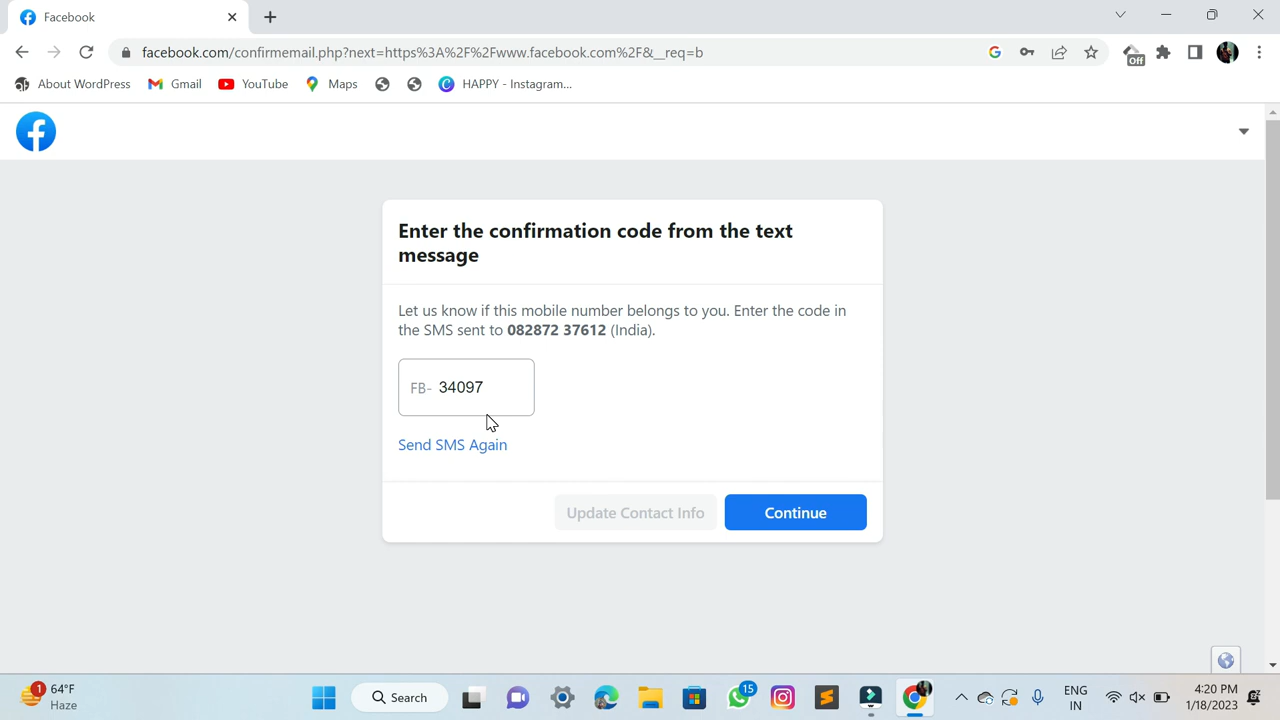 Facebook
facebook.com/confirmemail.php?next=https%3A%2F%2Fwww.facebook.com%2F&__req=b
Off
About WordPress Gmail YouTube Maps HAPPY - Instagram...
Enter the confirmation code from the text
message
Let us know if this mobile number belongs to you. Enter the code in
the SMS sent to 082872 37612 (India).
FB- 34097
Send SMS Again
Update Contact Info Continue
1 64°F
Haze
Search
15
ENG
IN
4:20 PM
1/18/2023